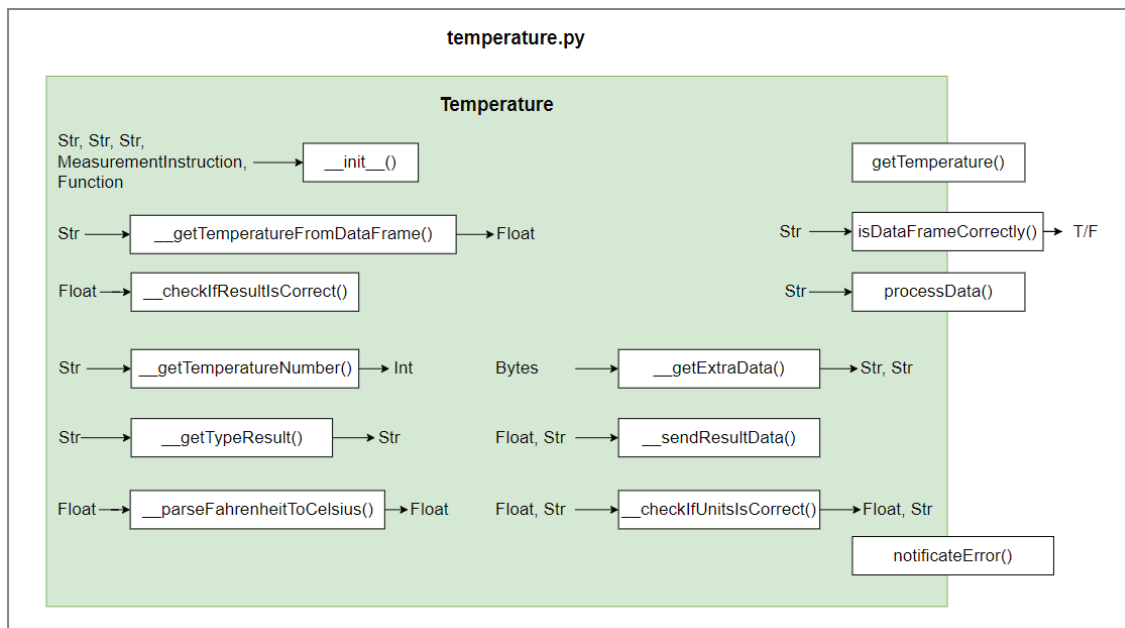 temperature.py
Temperature
Str, Str, Str,
MeasurementInstruction,
Function
__init__()
getTemperature()
Str
__getTemperatureFromDataFrame()
Float
Str
isDataFrameCorrectly()
T/F
Float
__checkIfResultIsCorrect()
Str
processData()
Str
__getTemperatureNumber()
Int
Bytes
__getExtraData()
Str, Str
Str
__getTypeResult()
Str
Float, Str
__sendResultData()
Float
__parseFahrenheitToCelsius()
Float
Float, Str
__checkIfUnitsIsCorrect()
Float, Str
notificateError()